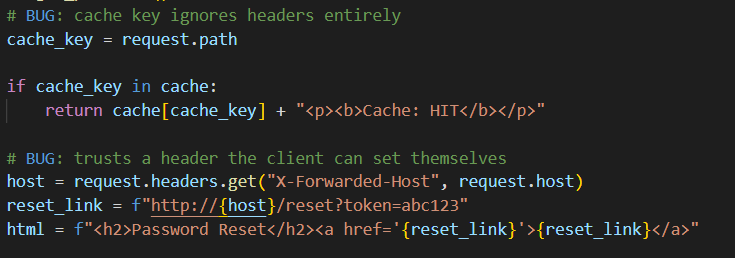 # BUG: cache key ignores headers entirely
cache_key = request.path
if cache_key in cache:
return cache[cache_key] + "<p><b>Cache: HIT</b></p>"
# BUG: trusts a header the client can set themselves
host = request.headers.get("X-Forwarded-Host", request.host)
reset_link = f"http://{host}/reset?token=abc123"
html = f"<h2>Password Reset</h2><a href='{reset_link}'>{reset_link}</a>"